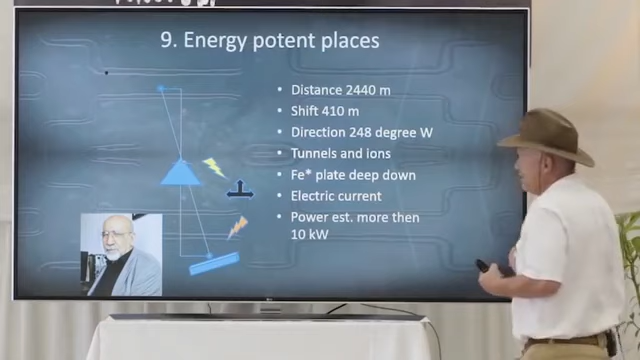 9. Energy potent places
• Distance 2440 m
• Shift 410 m
• Direction 248 degree W
• Tunnels and ions
• Fe* plate deep down
• Electric current
• Power est. more then
10 kW